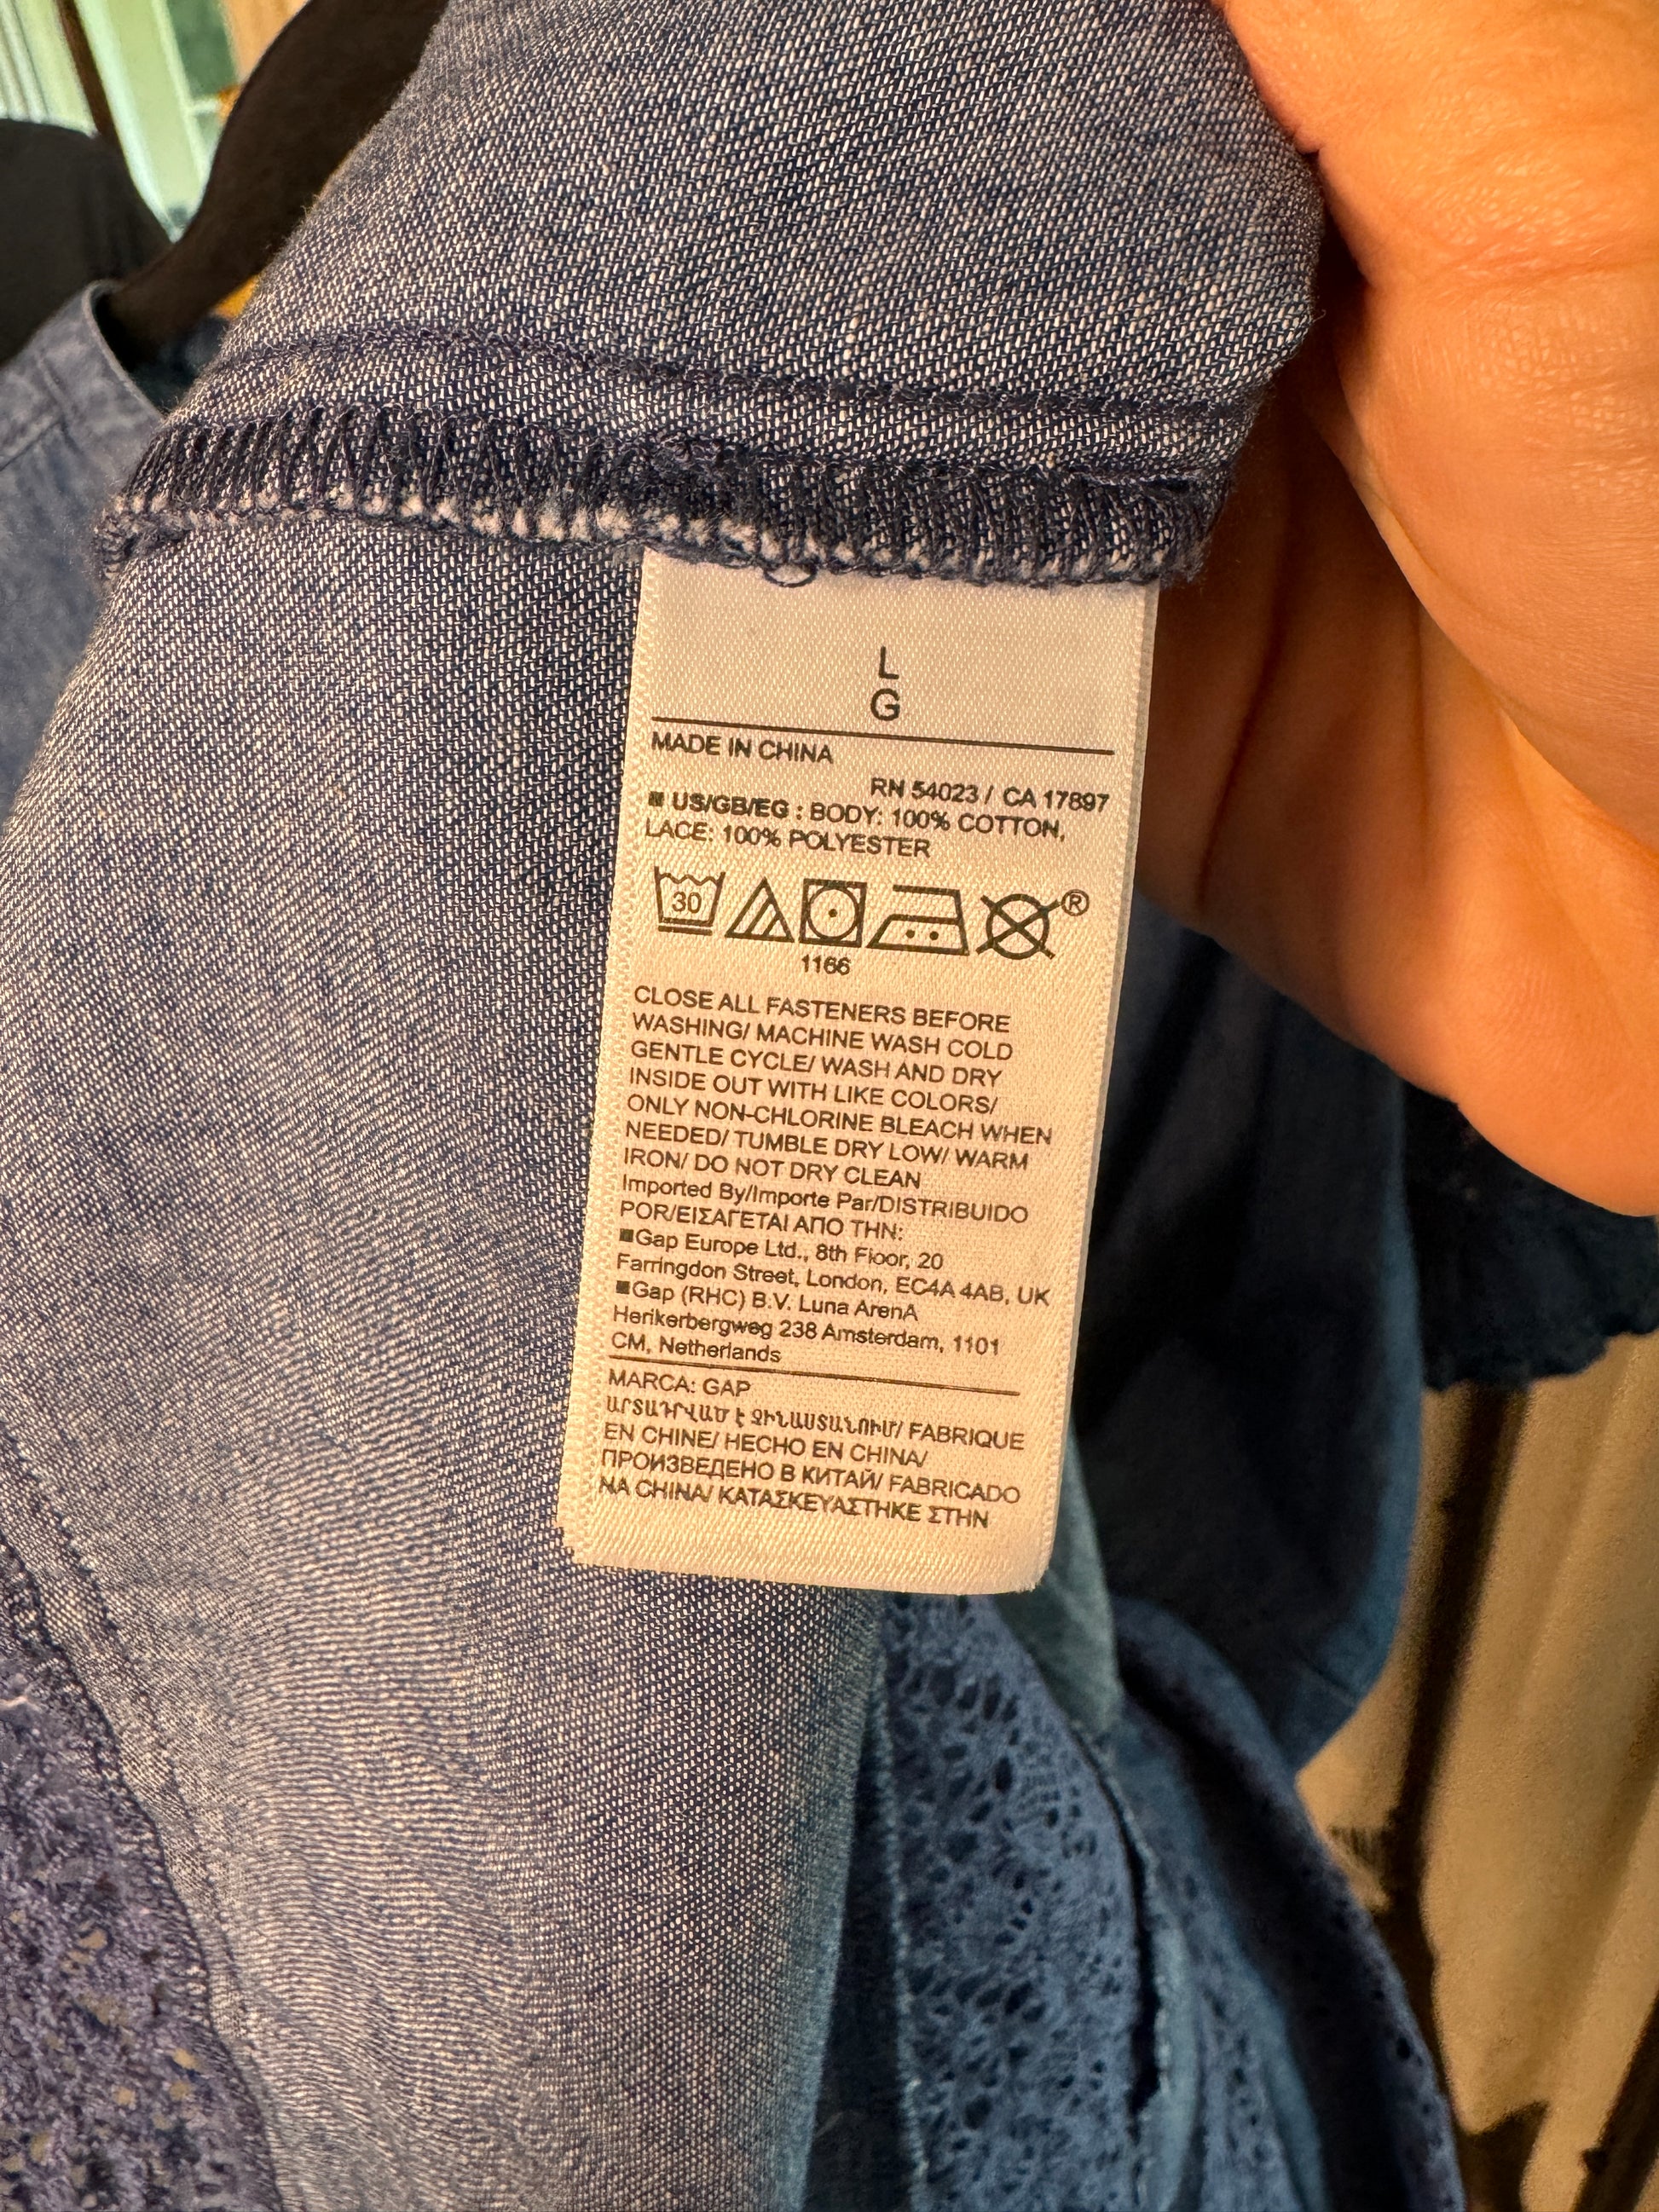 L
G
MADE IN CHINA
RN 54023 / CA 17897
■ US/GB/EG : BODY: 100% COTTON,
LACE: 100% POLYESTER
30
®
1166
CLOSE ALL FASTENERS BEFORE
WASHING/ MACHINE WASH COLD
GENTLE CYCLE/ WASH AND DRY
INSIDE OUT WITH LIKE COLORS/
ONLY NON-CHLORINE BLEACH WHEN
NEEDED/ TUMBLE DRY LOW/ WARM
IRON/ DO NOT DRY CLEAN
Imported By/Importe Par/DISTRIBUIDO
POR/ΕΙΣΑΓΕΤΑΙ ΑΠΟ ΤΗΝ:
■Gap Europe Ltd., 8th Floor, 20
Farringdon Street, London, EC4A 4AB, UK
■Gap (RHC) B.V. Luna ArenA
Herikerbergweg 238 Amsterdam, 1101
CM, Netherlands
MARCA: GAP
ԱՐՏԱԴՐՎԱԾ Է ՉԻՆԱՍՏԱՆՈՒՄ/ FABRIQUE
EN CHINE/ HECHO EN CHINA/
ПРОИЗВЕДЕНО В КИТАЙ/ FABRICADO
NA CHINA/ ΚΑΤΑΣΚΕΥΑΣΤΗΚΕ ΣΤΗΝ